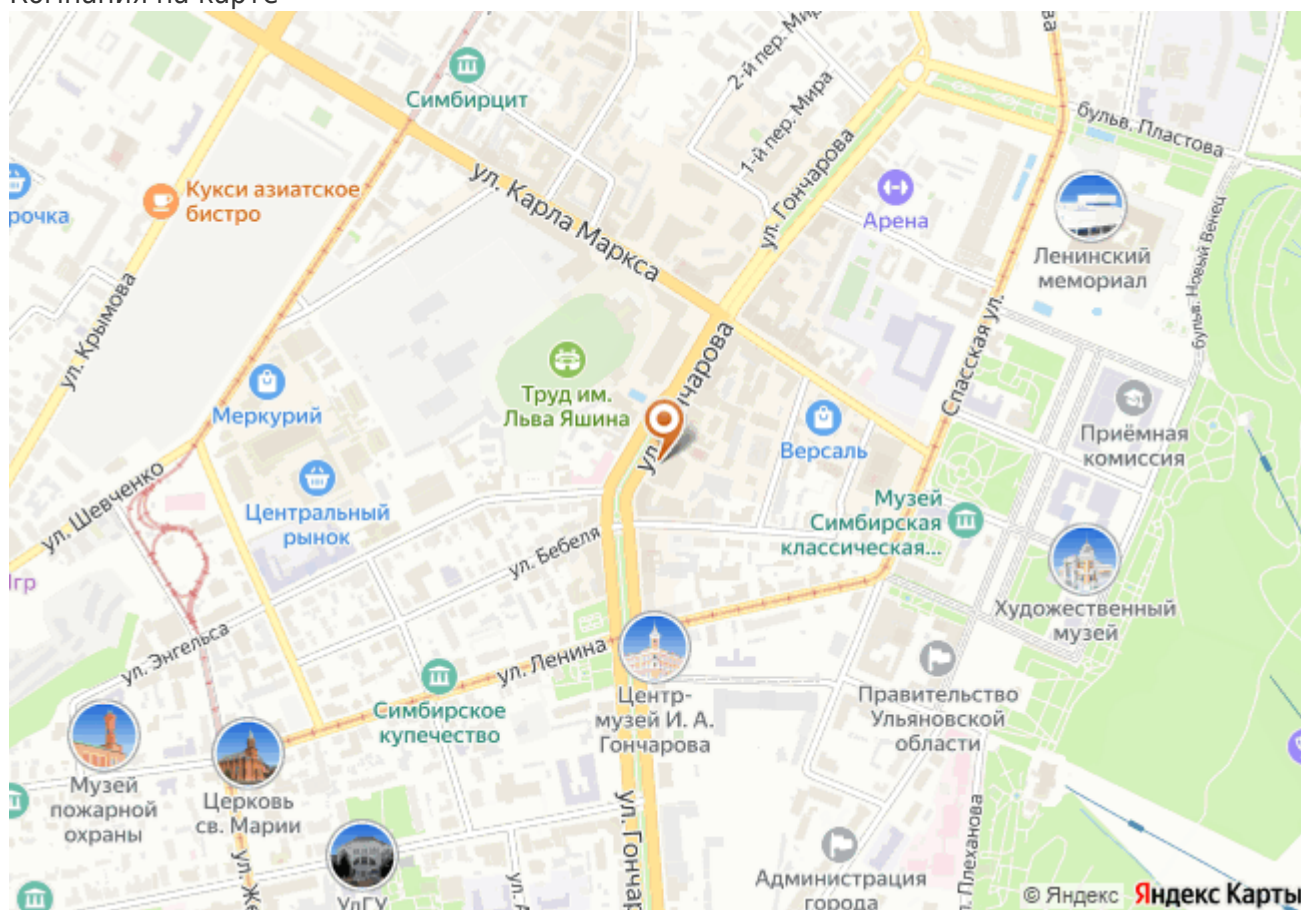 Компания на карте
2-й пер. Мира
1-й пер. Мира
Симбирцит
бульв. Пластова
Кукси азиатское
бистро
рочка
ул. Карла Маркса
ул. Гончарова
Арена
Ленинский
мемориал
бульв. Новый Венец
ул. Крымова
Спасская ул.
Труд им.
Льва Яшина
Меркурий
Версаль
Приёмная
комиссия
ул. Шевченко
Центральный
рынок
Музей
Симбирская
классическая...
ул. Бебеля
Художественный
музей
ул. Энгельса
ул. Ленина
Симбирское
купечество
Центр-
музей И. А.
Гончарова
Правительство
Ульяновской
области
Музей
пожарной
охраны
Церковь
св. Марии
ул. Гончар
УлГУ
ул. Же
Администрация
города
ул. Плеханова
© Яндекс Яндекс Карты